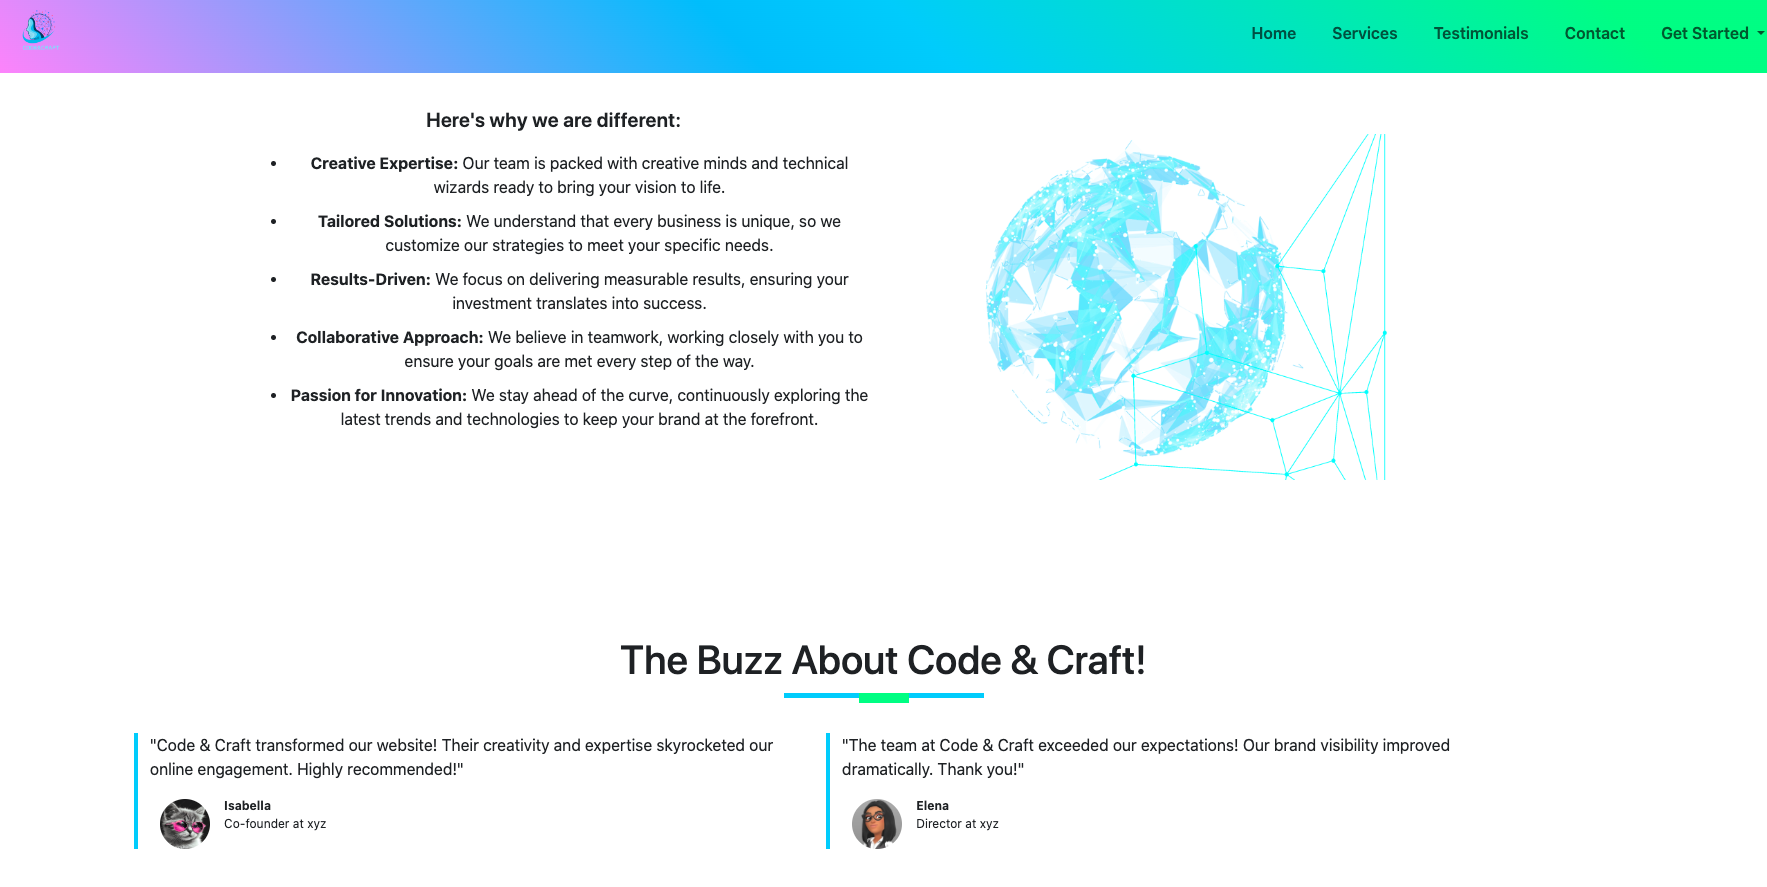 Home Services Testimonials Contact Get Started
Here's why we are different:
• Creative Expertise: Our team is packed with creative minds and technical
wizards ready to bring your vision to life.
• Tailored Solutions: We understand that every business is unique, so we
customize our strategies to meet your specific needs.
• Results-Driven: We focus on delivering measurable results, ensuring your
investment translates into success.
• Collaborative Approach: We believe in teamwork, working closely with you to
ensure your goals are met every step of the way.
• Passion for Innovation: We stay ahead of the curve, continuously exploring the
latest trends and technologies to keep your brand at the forefront.
The Buzz About Code & Craft!
"Code & Craft transformed our website! Their creativity and expertise skyrocketed our
online engagement. Highly recommended!"
Isabella
Co-founder at xyz
"The team at Code & Craft exceeded our expectations! Our brand visibility improved
dramatically. Thank you!"
Elena
Director at xyz